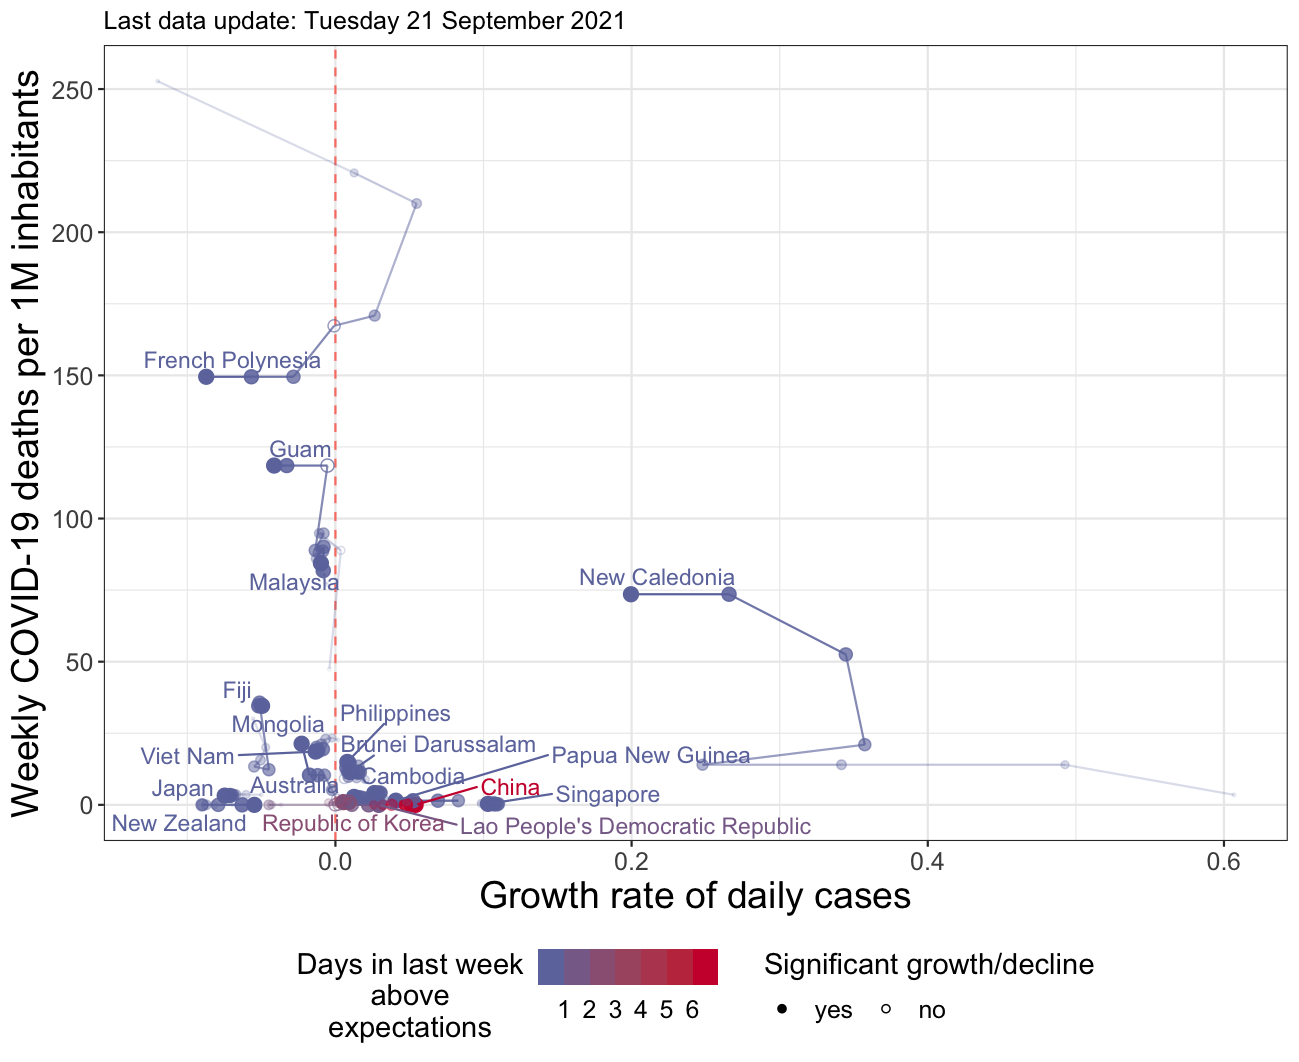 Last data update: Tuesday 21 September 2021
Weekly COVID-19 deaths per 1M inhabitants
250
200
150
100
50
0
French Polynesia
Guam
Malaysia
New Caledonia
Fiji
Philippines
Mongolia
Brunei Darussalam
Viet Nam
Papua New Guinea
Cambodia
Japan
Australia
China
Singapore
New Zealand
Republic of Korea
Lao People's Democratic Republic
0.0
0.2
0.4
0.6
Growth rate of daily cases
Days in last week
above
expectations
1 2 3 4 5 6
Significant growth/decline
yes
no